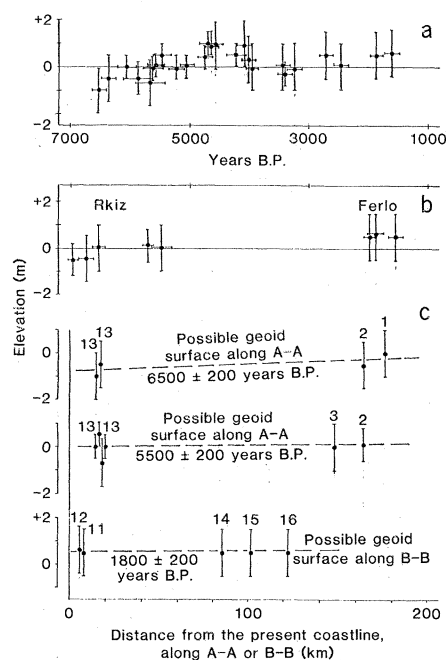 a
+2
0
-2
7000 5000 3000 1000
Years B.P.
b
Rkiz Ferlo
+2
0
-2
Elevation (m)
c
13 13 2 1
Possible geoid
surface along A-A
6500 ± 200 years B.P.
0
-2
13 3 2
Possible geoid
surface along A-A
5500 ± 200 years B.P.
0
-2
12 11 14 15 16
+2
0
1800 ± 200
years B.P.
Possible geoid
surface along B-B
0 100 200
Distance from the present coastline,
along A-A or B-B (km)